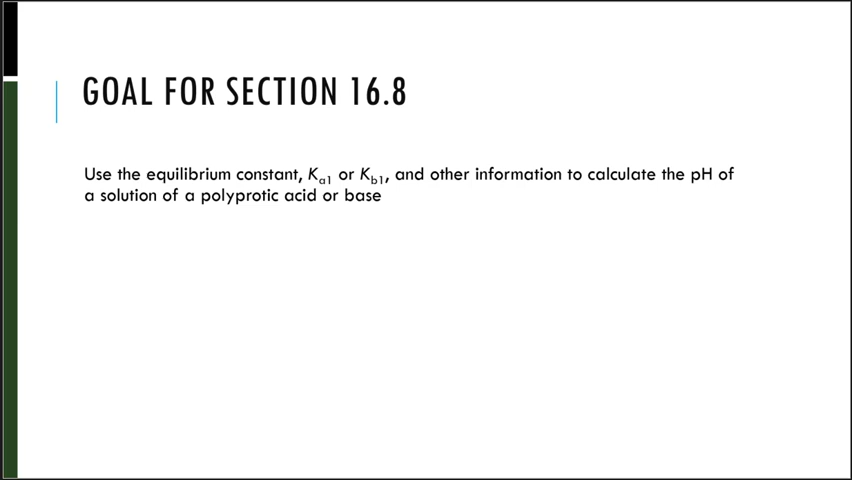 GOAL FOR SECTION 16.8
Use the equilibrium constant, Ka1 or Kb1, and other information to calculate the pH of
a solution of a polyprotic acid or base